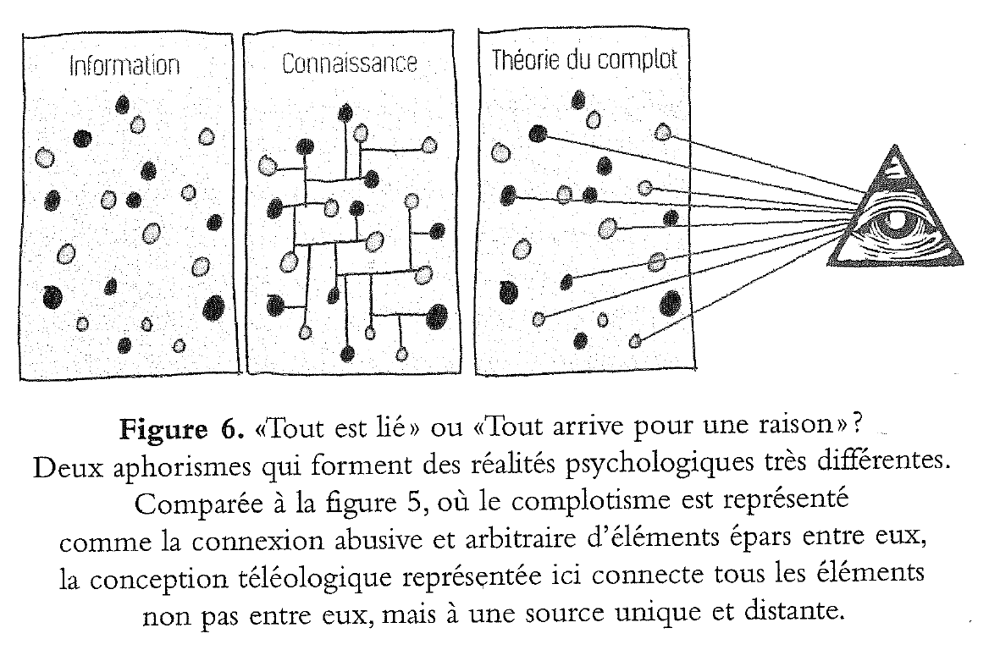 Information
Connaissance
Théorie du complot
Figure 6. «Tout est lié» ou «Tout arrive pour une raison»?
Deux aphorismes qui forment des réalités psychologiques très différentes.
Comparée à la figure 5, où le complotisme est représenté
comme la connexion abusive et arbitraire d'éléments épars entre eux,
la conception téléologique représentée ici connecte tous les éléments
non pas entre eux, mais à une source unique et distante.